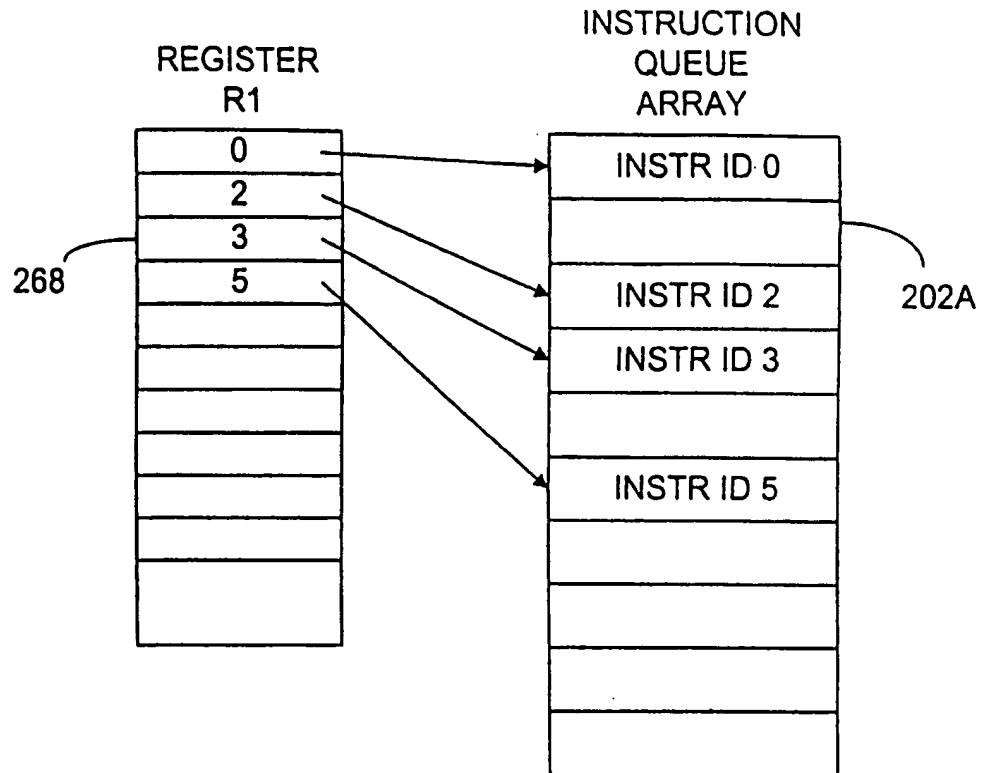 REGISTER
R1
INSTRUCTION
QUEUE
ARRAY
0
2
3
5
INSTR ID 0
INSTR ID 2
INSTR ID 3
INSTR ID 5
268
202A